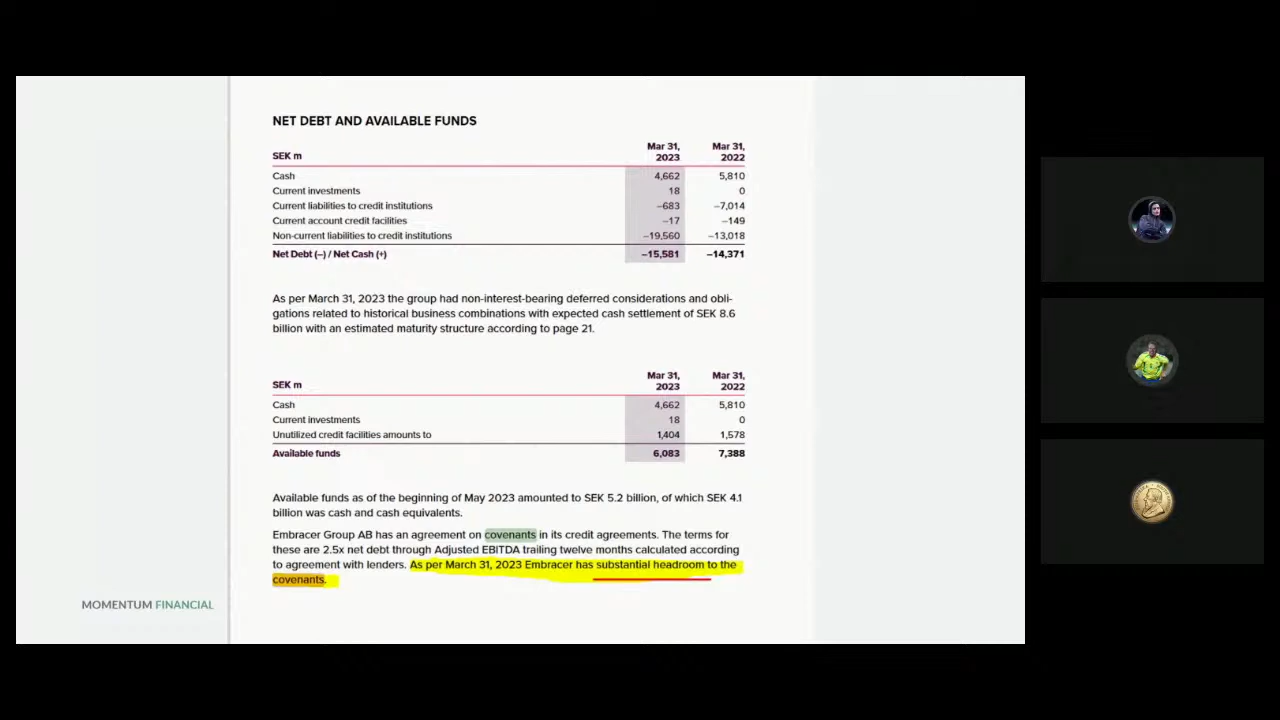 NET DEBT AND AVAILABLE FUNDS
SEK m Mar 31, 2023 Mar 31, 2022
Cash 4,662 5,810
Current investments 18 0
Current liabilities to credit institutions –683 –7,014
Current account credit facilities –17 –149
Non-current liabilities to credit institutions –19,560 –13,018
Net Debt (–) / Net Cash (+) –15,581 –14,371
As per March 31, 2023 the group had non-interest-bearing deferred considerations and obli-
gations related to historical business combinations with expected cash settlement of SEK 8.6
billion with an estimated maturity structure according to page 21.
SEK m Mar 31, 2023 Mar 31, 2022
Cash 4,662 5,810
Current investments 18 0
Unutilized credit facilities amounts to 1,404 1,578
Available funds 6,083 7,388
Available funds as of the beginning of May 2023 amounted to SEK 5.2 billion, of which SEK 4.1
billion was cash and cash equivalents.
Embracer Group AB has an agreement on covenants in its credit agreements. The terms for
these are 2.5x net debt through Adjusted EBITDA trailing twelve months calculated according
to agreement with lenders. As per March 31, 2023 Embracer has substantial headroom to the
covenants.
MOMENTUM FINANCIAL